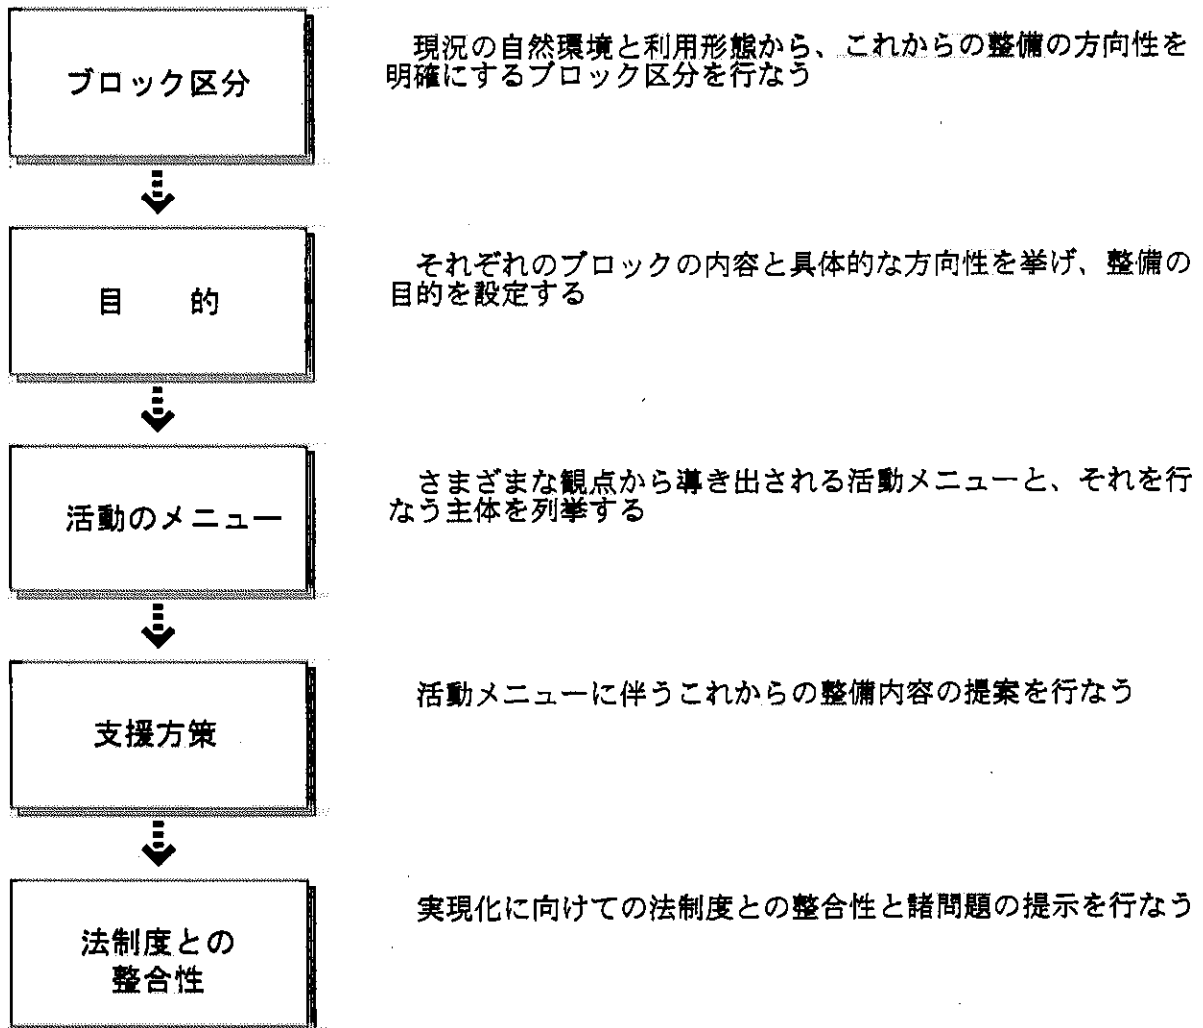 ブロック区分
現況の自然環境と利用形態から、これからの整備の方向性を
明確にするブロック区分を行なう
目　的
それぞれのブロックの内容と具体的な方向性を挙げ、整備の
目的を設定する
活動のメニュー
さまざまな観点から導き出される活動メニューと、それを行
なう主体を列挙する
支援方策
活動メニューに伴うこれからの整備内容の提案を行なう
法制度との
整合性
実現化に向けての法制度との整合性と諸問題の提示を行なう